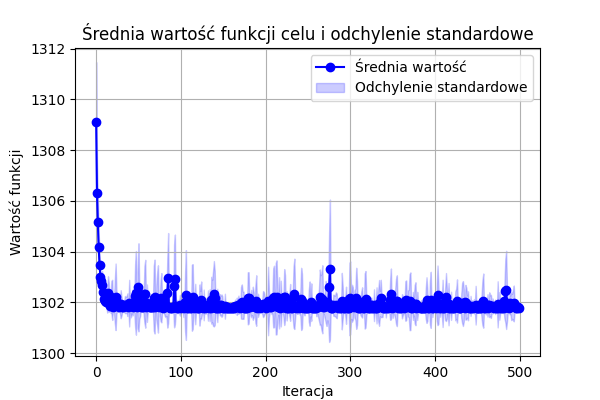 Średnia wartość funkcji celu i odchylenie standardowe
1312
1310
1308
1306
1304
1302
1300
Wartość funkcji
Średnia wartość
Odchylenie standardowe
0 100 200 300 400 500
Iteracja